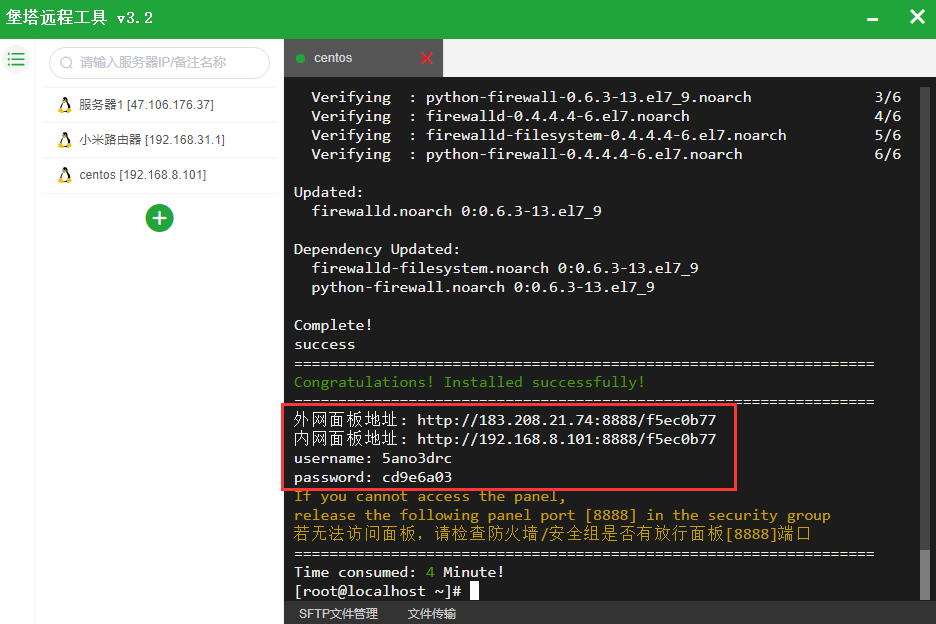 堡塔远程工具 v3.2
请输入服务器IP/备注名称
服务器1 [47.106.176.37]
小米路由器 [192.168.31.1]
centos [192.168.8.101]
centos
Verifying : python-firewall-0.6.3-13.el7_9.noarch 3/6
Verifying : firewalld-0.4.4.4-6.el7.noarch 4/6
Verifying : firewalld-filesystem-0.4.4.4-6.el7.noarch 5/6
Verifying : python-firewall-0.4.4.4-6.el7.noarch 6/6
Updated:
firewalld.noarch 0:0.6.3-13.el7_9
Dependency Updated:
firewalld-filesystem.noarch 0:0.6.3-13.el7_9
python-firewall.noarch 0:0.6.3-13.el7_9
Complete!
success
==================================================================
Congratulations! Installed successfully!
==================================================================
外网面板地址: http://183.208.21.74:8888/f5ec0b77
内网面板地址: http://192.168.8.101:8888/f5ec0b77
username: 5ano3drc
password: cd9e6a03
If you cannot access the panel,
release the following panel port [8888] in the security group
若无法访问面板，请检查防火墙/安全组是否有放行面板[8888]端口
==================================================================
Time consumed: 4 Minute!
[root@localhost ~]#
SFTP文件管理 文件传输